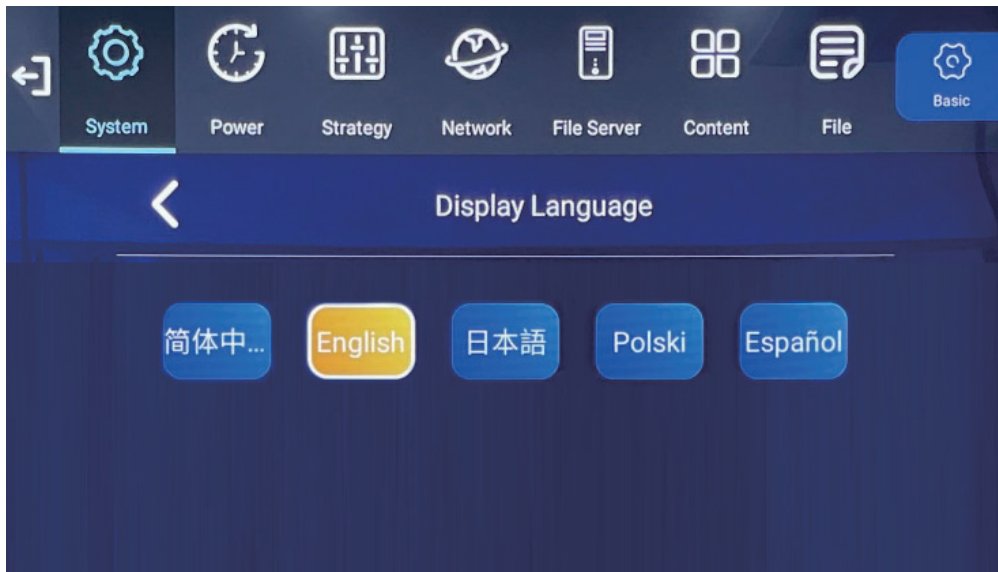 System
Power
Strategy
Network
File Server
Content
File
Basic
Display Language
简体中...
English
日本語
Polski
Español